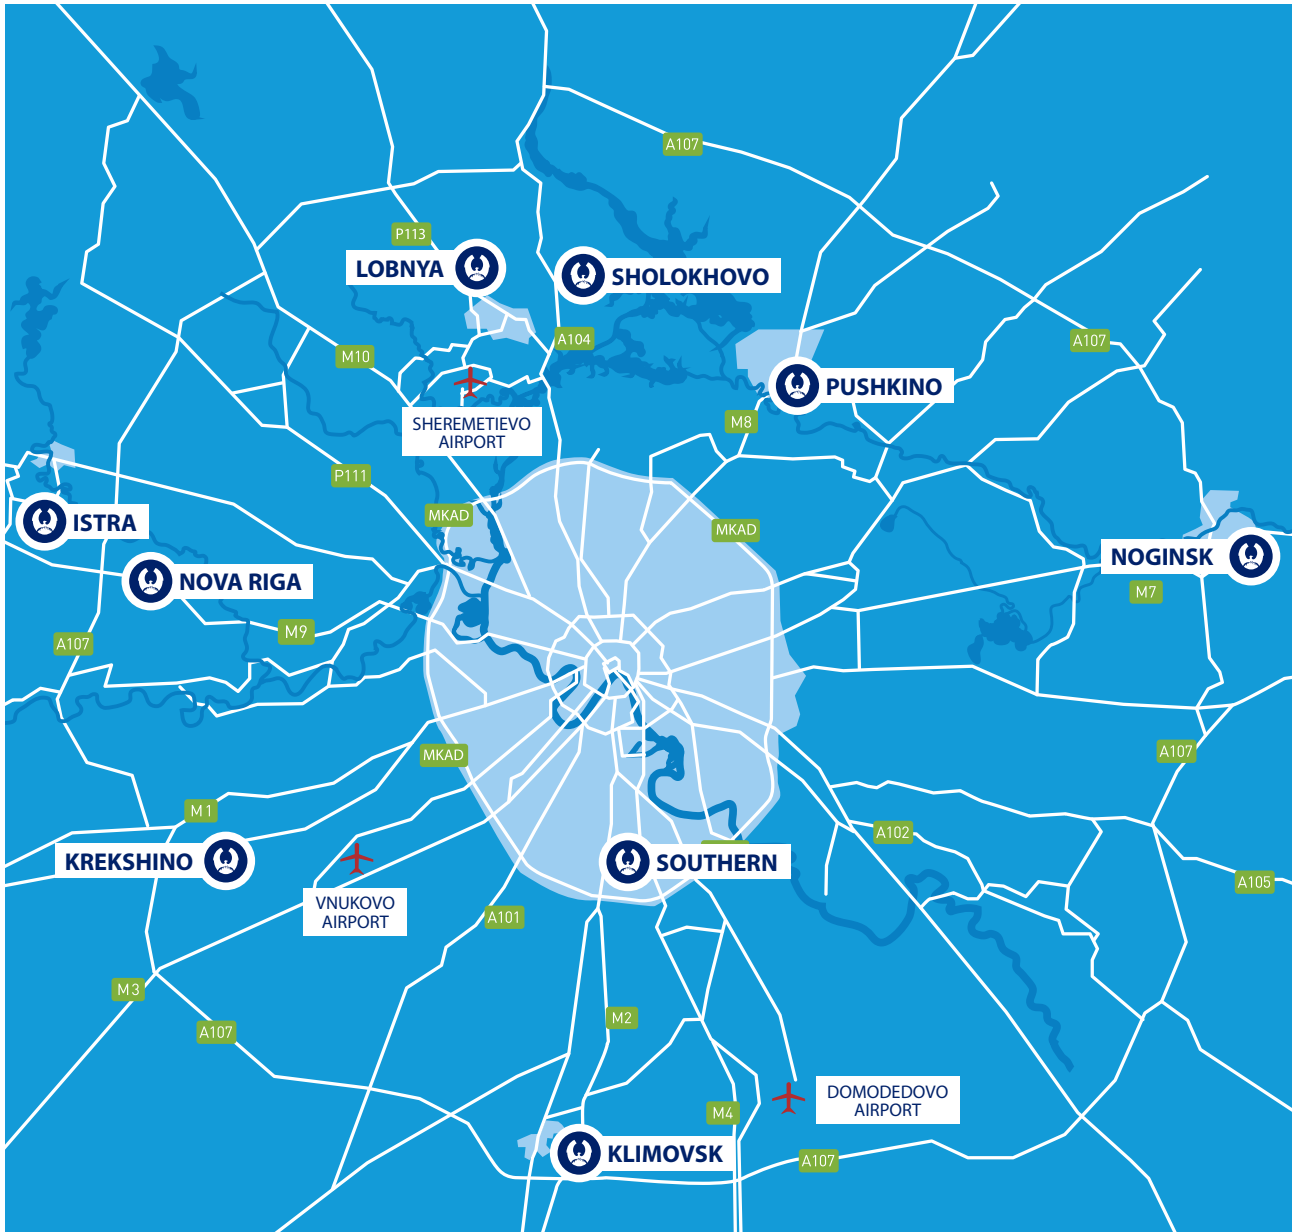 A107
P113
LOBNYA
SHOLOKHOVO
A104
A107
M10
PUSHKINO
SHEREMETIEVO
AIRPORT
M8
P111
MKAD
MKAD
ISTRA
NOGINSK
NOVA RIGA
M7
M9
A107
MKAD
A107
M1
A102
KREKSHINO
SOUTHERN
A105
VNUKOVO
AIRPORT
A101
M3
M2
A107
DOMODEDOVO
AIRPORT
M4
KLIMOVSK
A107